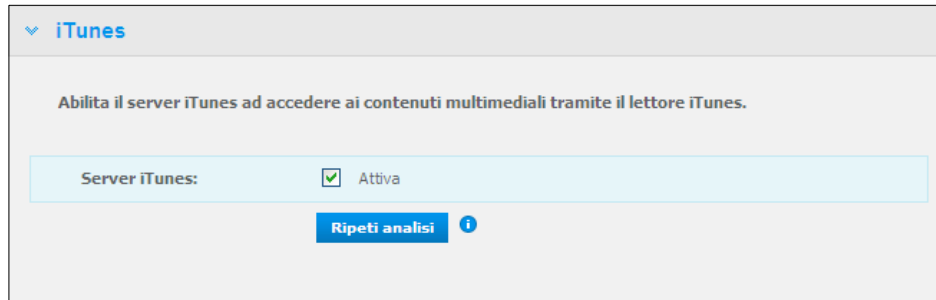 iTunes
Abilita il server iTunes ad accedere ai contenuti multimediali tramite il lettore iTunes.
Server iTunes: Attiva
Ripeti analisi